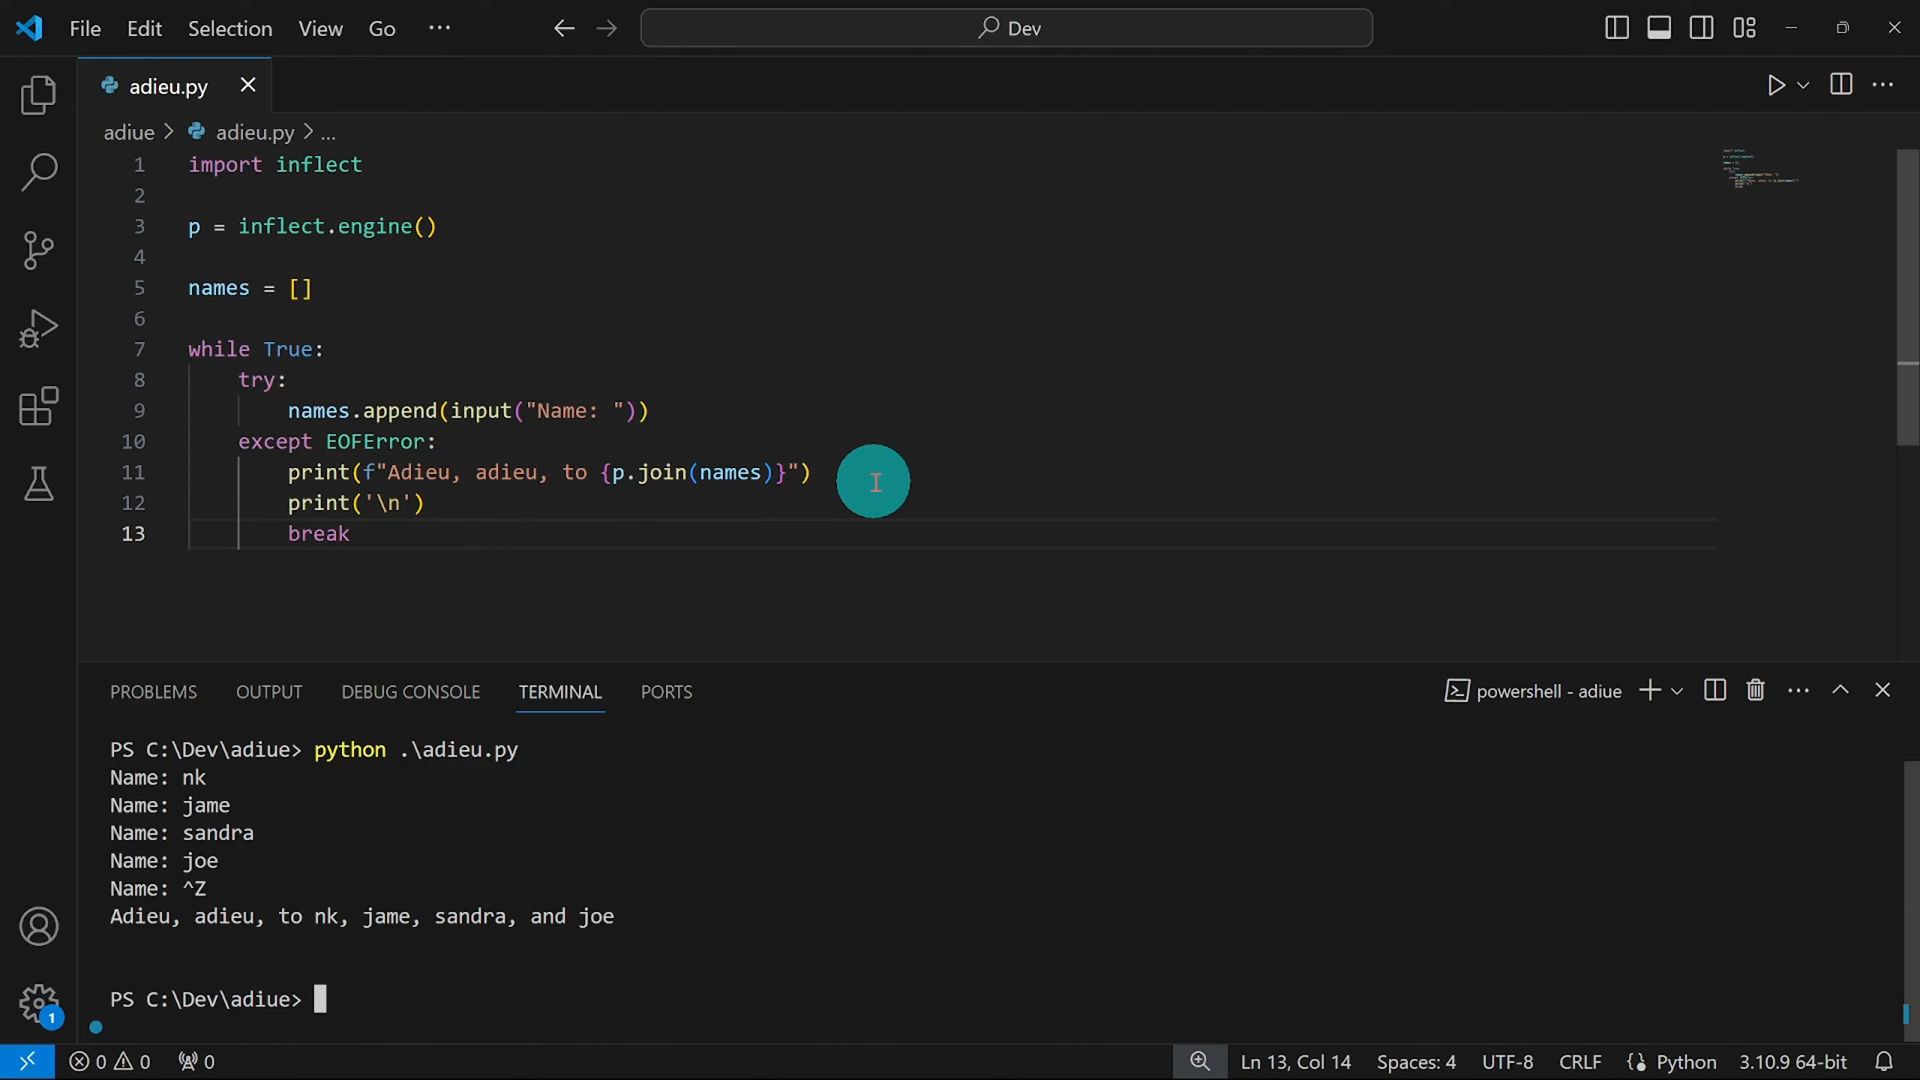 File Edit Selection View Go ··· Dev
adieu.py
adiue > adieu.py > ...
1 import inflect
2
3 p = inflect.engine()
4
5 names = []
6
7 while True:
8 try:
9 names.append(input("Name: "))
10 except EOFError:
11 print(f"Adieu, adieu, to {p.join(names)}")
12 print('\n')
13 break
PROBLEMS OUTPUT DEBUG CONSOLE TERMINAL PORTS powershell - adiue
PS C:\Dev\adiue> python .\adieu.py
Name: nk
Name: jame
Name: sandra
Name: joe
Name: ^Z
Adieu, adieu, to nk, jame, sandra, and joe
PS C:\Dev\adiue>
1
0 0 0 Ln 13, Col 14 Spaces: 4 UTF-8 CRLF Python 3.10.9 64-bit